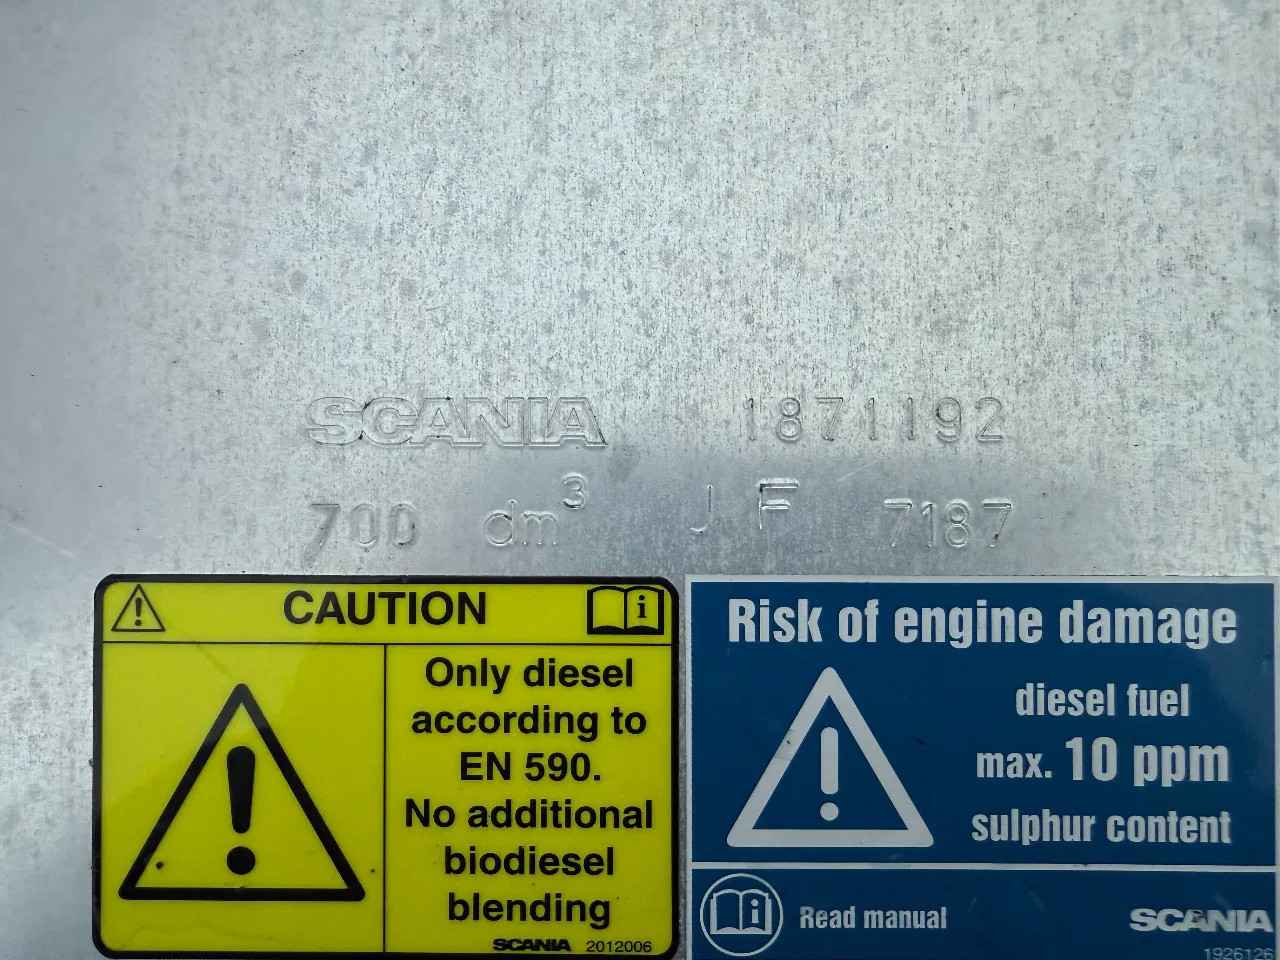 SCANIA 1871192
700 dm³ J F 7187
CAUTION
Only diesel
according to
EN 590.
No additional
biodiesel
blending
SCANIA 2012006
Risk of engine damage
diesel fuel
max. 10 ppm
sulphur content
Read manual
SCANIA
1926126